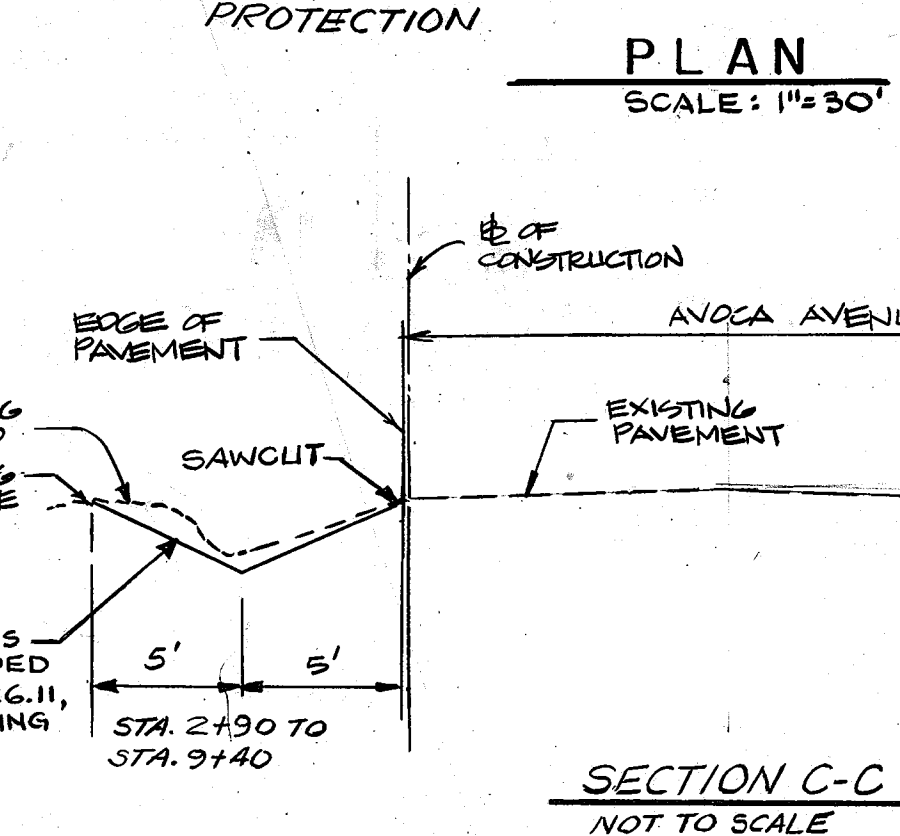 PROTECTION
PLAN
SCALE: 1"=30'
℄ OF
CONSTRUCTION
EDGE OF
PAVEMENT
AVOCA
EXISTING
PAVEMENT
SAWCUT
5'
5'
STA. 2+90 TO
STA. 9+40
SECTION C-C
NOT TO SCALE